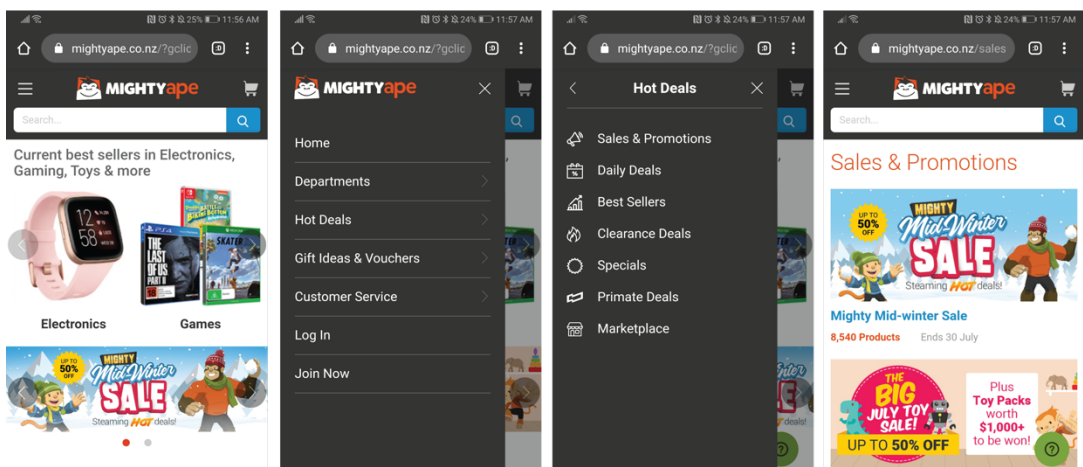 25% 11:56 AM
mightyape.co.nz/?gclic
:D
MIGHTYape
Search...
Current best sellers in Electronics,
Gaming, Toys & more
12
58
PS4
THE
LAST
OF US
PART II
BATTLE FOR
BIKINI BOTTOM
SKATER
Electronics
Games
UP TO
50%
OFF
MIGHTY
Mid-Winter
SALE
Steaming HOT deals!
24% 11:57 AM
mightyape.co.nz/?gclic
:D
MIGHTYape
Home
Departments
Hot Deals
Gift Ideas & Vouchers
Customer Service
Log In
Join Now
24% 11:57 AM
mightyape.co.nz/?gclic
:D
Hot Deals
Sales & Promotions
Daily Deals
Best Sellers
Clearance Deals
Specials
Primate Deals
Marketplace
24% 11:57 AM
mightyape.co.nz/sales
:D
MIGHTYape
Search...
Sales & Promotions
UP TO
50%
OFF
MIGHTY
Mid-Winter
SALE
Steaming HOT deals!
Mighty Mid-winter Sale
8,540 Products Ends 30 July
THE
BIG
JULY TOY
SALE!
UP TO 50% OFF
Plus
Toy Packs
worth
$1,000+
to be won!